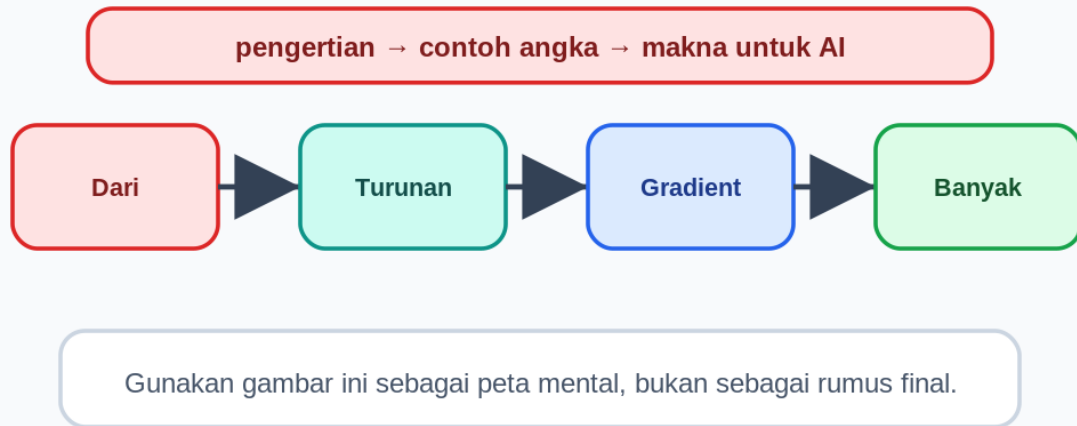 pengertian → contoh angka → makna untuk AI
Dari
Turunan
Gradient
Banyak
Gunakan gambar ini sebagai peta mental, bukan sebagai rumus final.